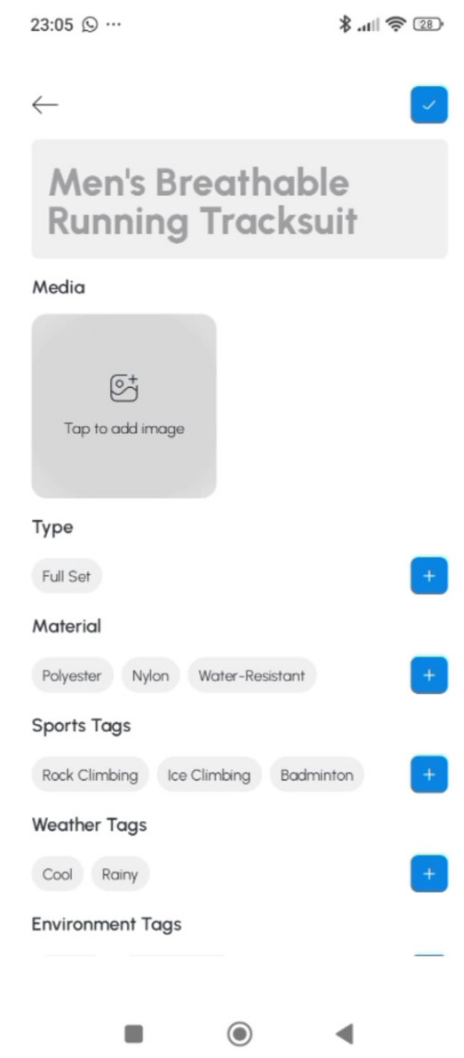 23:05
28
Men's Breathable
Running Tracksuit
Media
Tap to add image
Type
Full Set
Material
Polyester Nylon Water-Resistant
Sports Tags
Rock Climbing Ice Climbing Badminton
Weather Tags
Cool Rainy
Environment Tags